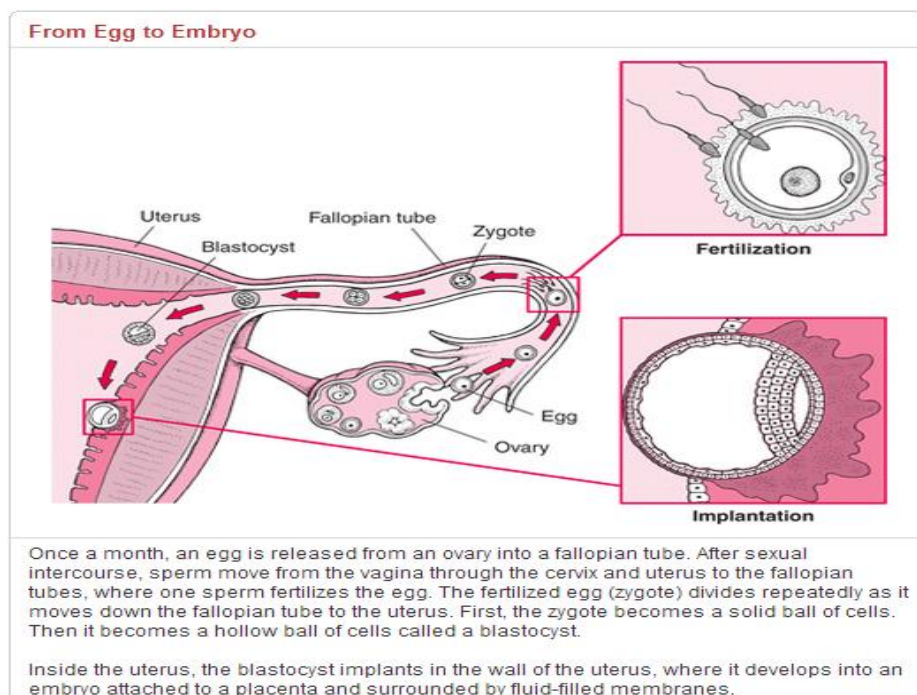 From Egg to Embryo
Uterus
Fallopian tube
Zygote
Blastocyst
Fertilization
Egg
Ovary
Implantation
Once a month, an egg is released from an ovary into a fallopian tube. After sexual
intercourse, sperm move from the vagina through the cervix and uterus to the fallopian
tubes, where one sperm fertilizes the egg. The fertilized egg (zygote) divides repeatedly as it
moves down the fallopian tube to the uterus. First, the zygote becomes a solid ball of cells.
Then it becomes a hollow ball of cells called a blastocyst.
Inside the uterus, the blastocyst implants in the wall of the uterus, where it develops into an
embryo attached to a placenta and surrounded by fluid-filled membranes.